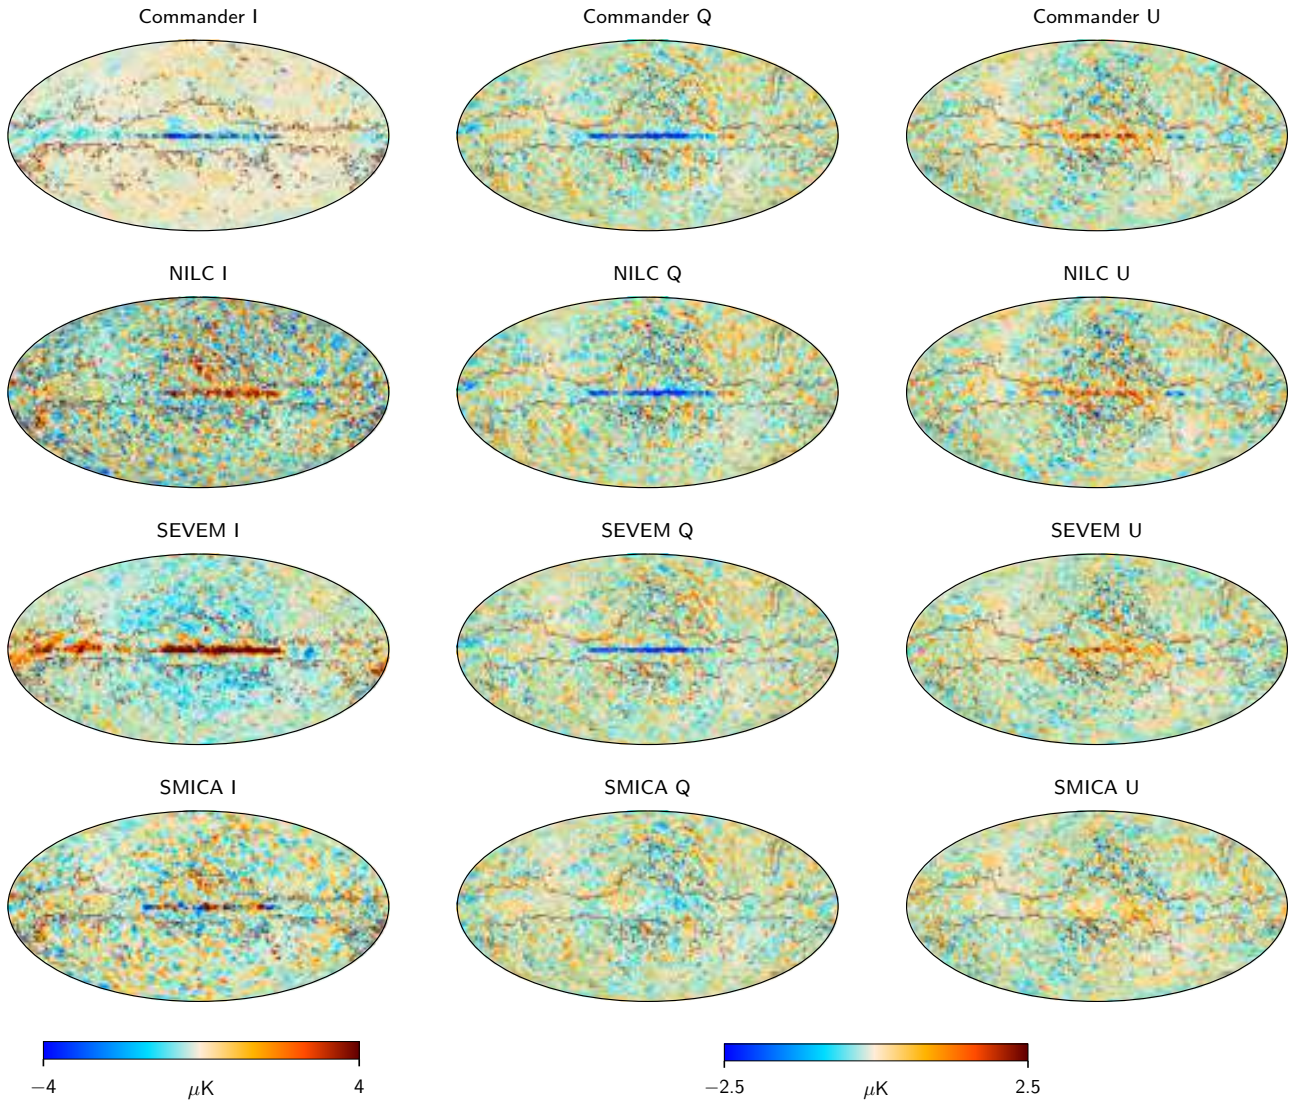 Commander I Commander Q Commander U
NILC I NILC Q NILC U
SEVEM I SEVEM Q SEVEM U
SMICA I SMICA Q SMICA U
−4 μK 4 −2.5 μK 2.5